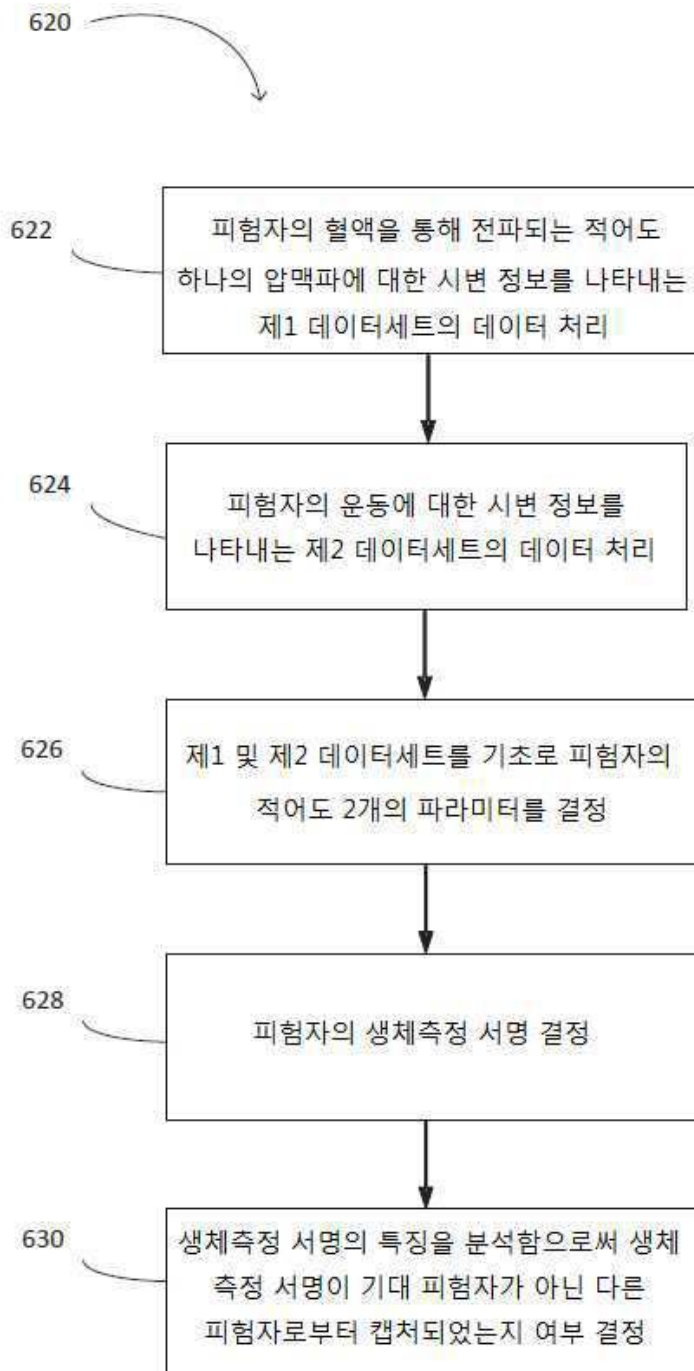 620
622
피험자의 혈액을 통해 전파되는 적어도
하나의 압맥파에 대한 시변 정보를 나타내는
제1 데이터세트의 데이터 처리
624
피험자의 운동에 대한 시변 정보를
나타내는 제2 데이터세트의 데이터 처리
626
제1 및 제2 데이터세트를 기초로 피험자의
적어도 2개의 파라미터를 결정
628
피험자의 생체측정 서명 결정
630
생체측정 서명의 특징을 분석함으로써 생체
측정 서명이 기대 피험자가 아닌 다른
피험자로부터 캡처되었는지 여부 결정